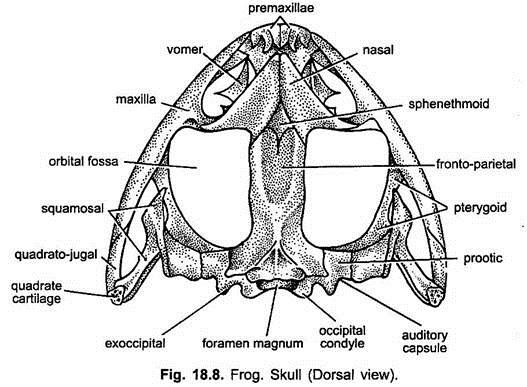 premaxillae
vomer
nasal
maxilla
sphenethmoid
orbital fossa
fronto-parietal
squamosal
pterygoid
quadrato-jugal
prootic
quadrate
cartilage
exoccipital
foramen magnum
occipital
condyle
auditory
capsule
Fig. 18.8. Frog. Skull (Dorsal view).